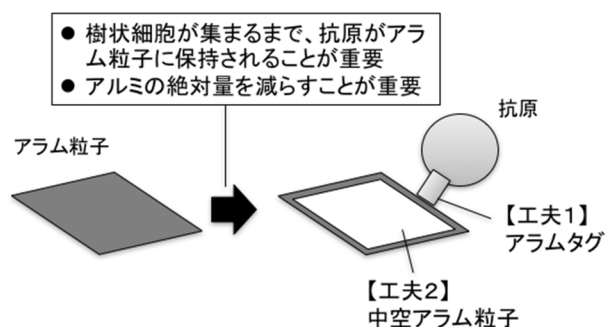 ● 樹状細胞が集まるまで、抗原がアラ
ム粒子に保持されることが重要
● アルミの絶対量を減らすことが重要
抗原
アラム粒子
【工夫1】
アラムタグ
【工夫2】
中空アラム粒子